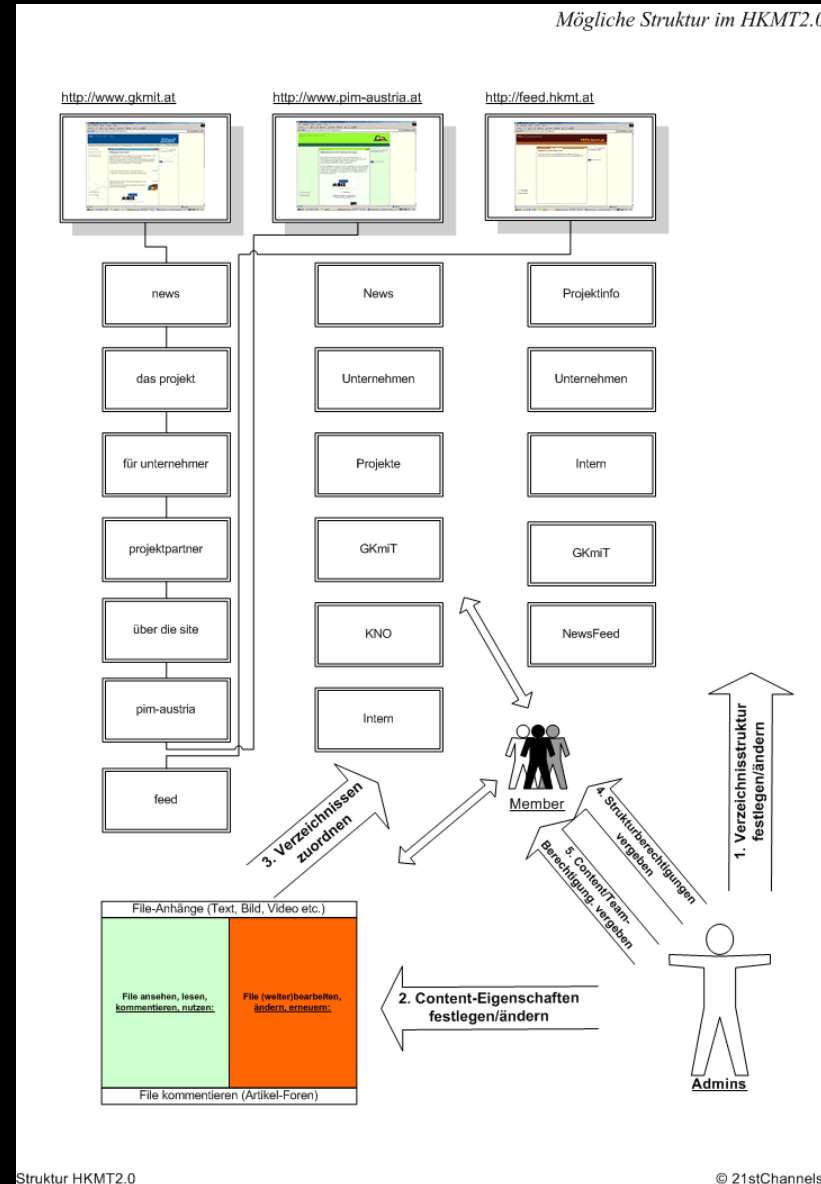 Mögliche Struktur im HKMT2.0
http://www.gkmit.at
http://www.pim-austria.at
http://feed.hkmt.at
news
News
Projektinfo
das projekt
Unternehmen
Unternehmen
für unternehmer
Projekte
Intern
projektpartner
GKmiT
GKmiT
über die site
KNO
NewsFeed
pim-austria
Intern
feed
Member
3. Verzeichnissen
zuordnen
4. Strukturberechtigungen
vergeben
5. Content/Team-
Berechtigung. vergeben
1. Verzeichnisstruktur
festlegen/ändern
File-Anhänge (Text, Bild, Video etc.)
File ansehen, lesen,
kommentieren, nutzen:
File (weiter)bearbeiten,
ändern, erneuern:
File kommentieren (Artikel-Foren)
2. Content-Eigenschaften
festlegen/ändern
Admins
Struktur HKMT2.0
© 21stChannels